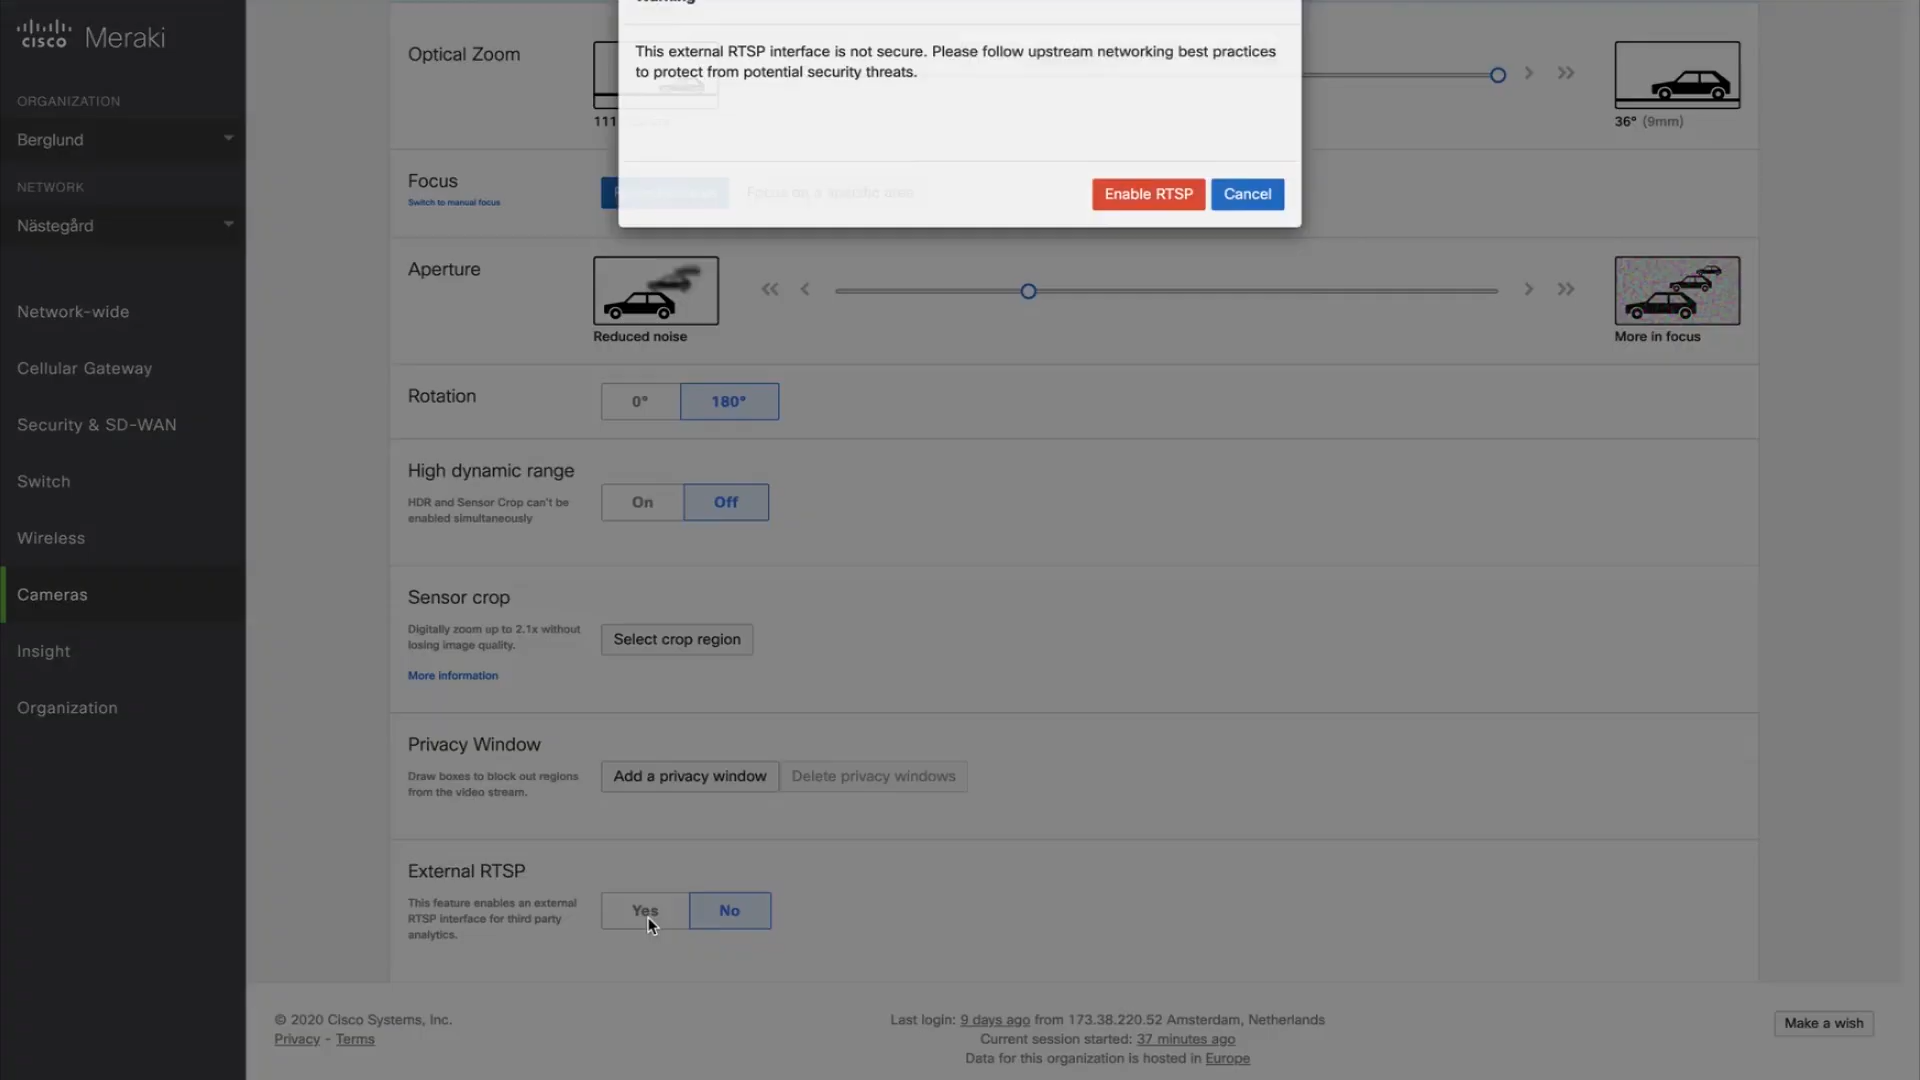 Warning
cisco Meraki
This external RTSP interface is not secure. Please follow upstream networking best practices
to protect from potential security threats.
Enable RTSP
Cancel
ORGANIZATION
Berglund
NETWORK
Nästegård
Network-wide
Cellular Gateway
Security & SD-WAN
Switch
Wireless
Cameras
Insight
Organization
Optical Zoom
111
36° (9mm)
Focus
Switch to manual focus
Focus on a specific area
Aperture
Reduced noise
More in focus
Rotation
0°
180°
High dynamic range
HDR and Sensor Crop can't be
enabled simultaneously
On
Off
Sensor crop
Digitally zoom up to 2.1x without
losing image quality.
More information
Select crop region
Privacy Window
Draw boxes to block out regions
from the video stream.
Add a privacy window
Delete privacy windows
External RTSP
This feature enables an external
RTSP interface for third party
analytics.
Yes
No
© 2020 Cisco Systems, Inc.
Privacy - Terms
Last login: 9 days ago from 173.38.220.52 Amsterdam, Netherlands
Current session started: 37 minutes ago
Data for this organization is hosted in Europe
Make a wish